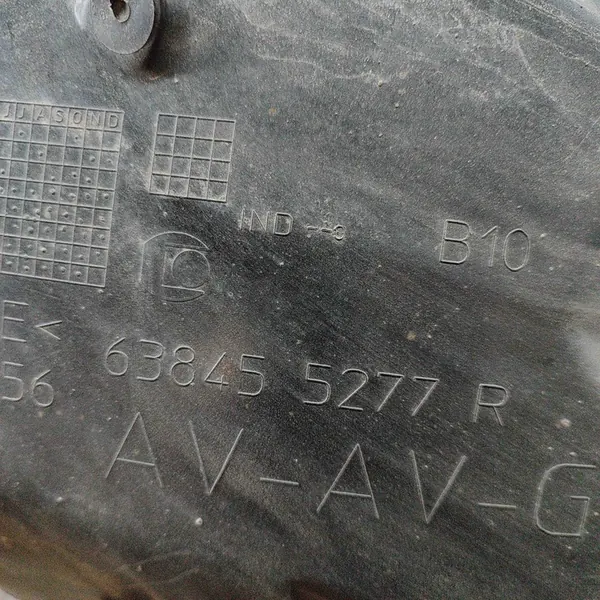 JJASOND
IND --c
B10
E< 63845 5277 R
56
AV-AV-G